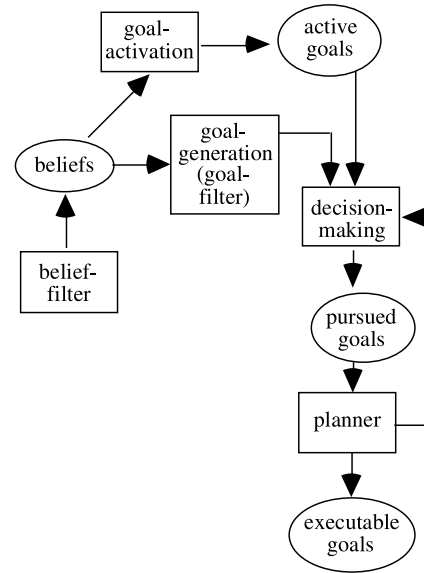 goal-
activation
active
goals
beliefs
goal-
generation
(goal-
filter)
decision-
making
belief-
filter
pursued
goals
planner
executable
goals